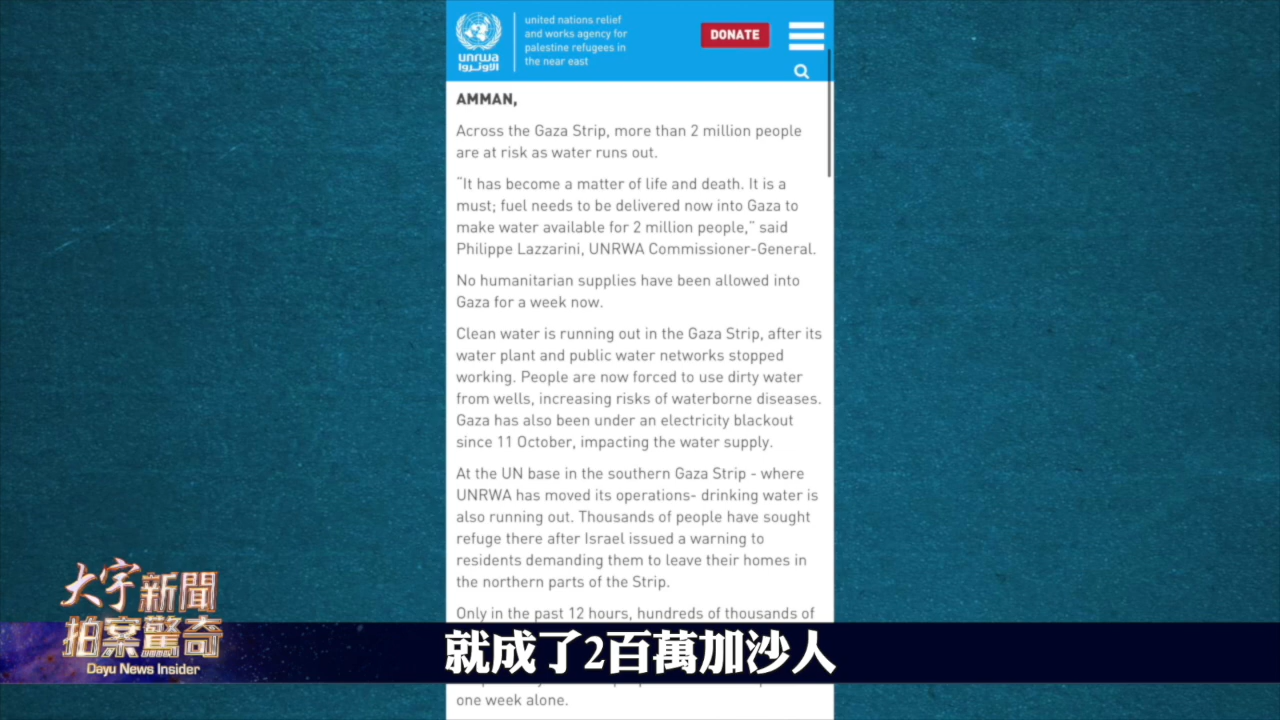 unrwa
الأونروا
united nations relief
and works agency for
palestine refugees in
the near east
DONATE
AMMAN,
Across the Gaza Strip, more than 2 million people
are at risk as water runs out.
“It has become a matter of life and death. It is a
must; fuel needs to be delivered now into Gaza to
make water available for 2 million people,” said
Philippe Lazzarini, UNRWA Commissioner-General.
No humanitarian supplies have been allowed into
Gaza for a week now.
Clean water is running out in the Gaza Strip, after its
water plant and public water networks stopped
working. People are now forced to use dirty water
from wells, increasing risks of waterborne diseases.
Gaza has also been under an electricity blackout
since 11 October, impacting the water supply.
At the UN base in the southern Gaza Strip - where
UNRWA has moved its operations- drinking water is
also running out. Thousands of people have sought
refuge there after Israel issued a warning to
residents demanding them to leave their homes in
the northern parts of the Strip.
Only in the past 12 hours, hundreds of thousands of
one week alone.
大宇新聞
拍案驚奇
Dayu News Insider
就成了2百萬加沙人